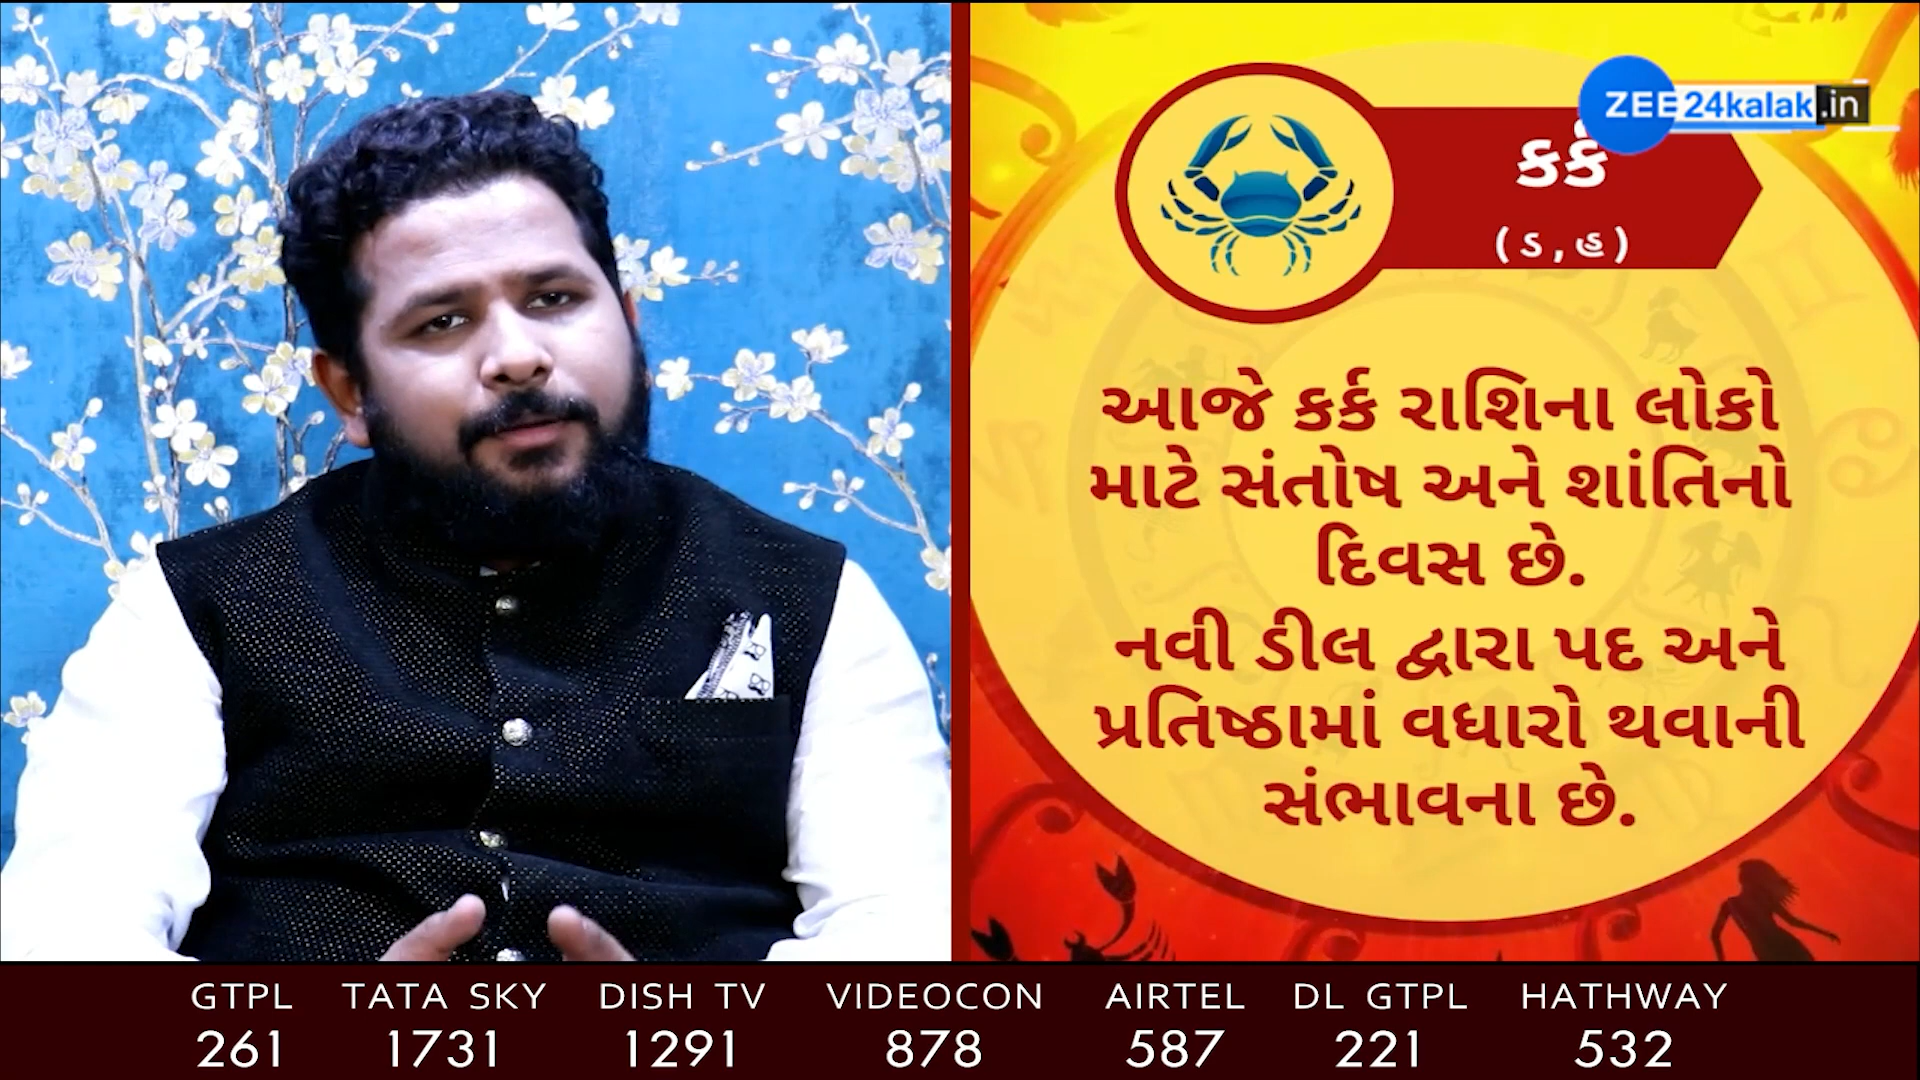 ZEE24kalak.in
કર્ક
(ડ,હ)
આજે કર્ક રાશિના લોકો
માટે સંતોષ અને શાંતિનો
દિવસ છે.
નવી ડીલ દ્વારા પદ અને
પ્રતિષ્ઠામાં વધારો થવાની
સંભાવના છે.
GTPL TATA SKY DISH TV VIDEOCON AIRTEL DL GTPL HATHWAY
261 1731 1291 878 587 221 532